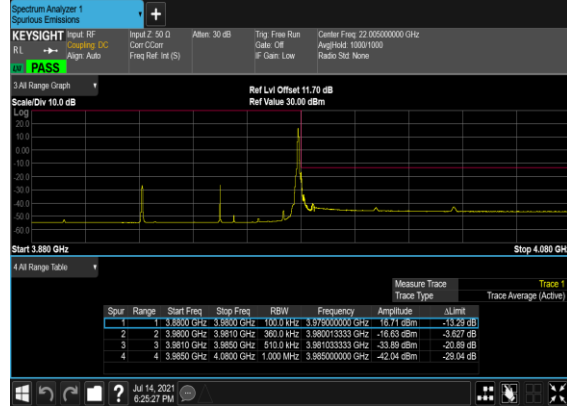 Spectrum Analyzer 1
Spurious Emissions
KEYSIGHT Input: RF Input Z: 50 Ω Atten: 30 dB Trig: Free Run Center Freq: 22.005000000 GHz
RL Coupling: DC Corr CCorr Gate: Off Avg|Hold: 1000/1000
Align: Auto Freq Ref: Int (S) IF Gain: Low Radio Std: None
LW PASS
3 All Range Graph
Ref Lvl Offset 11.70 dB
Scale/Div 10.0 dB Ref Value 30.00 dBm
Log
20.0
10.0
0.00
-10.0
-20.0
-30.0
-40.0
-50.0
-60.0
Start 3.880 GHz Stop 4.080 GHz
4 All Range Table
Measure Trace Trace 1
Trace Type Trace Average (Active)
Spur Range Start Freq Stop Freq RBW Frequency Amplitude ΔLimit
1 1 3.8800 GHz 3.9800 GHz 100.0 kHz 3.979000000 GHz 16.71 dBm -13.29 dB
2 2 3.9800 GHz 3.9810 GHz 360.0 kHz 3.980013333 GHz -16.63 dBm -3.627 dB
3 3 3.9810 GHz 3.9850 GHz 510.0 kHz 3.981033333 GHz -33.89 dBm -20.89 dB
4 4 3.9850 GHz 4.0800 GHz 1.000 MHz 3.985000000 GHz -42.04 dBm -29.04 dB
Jul 14, 2021
6:25:27 PM